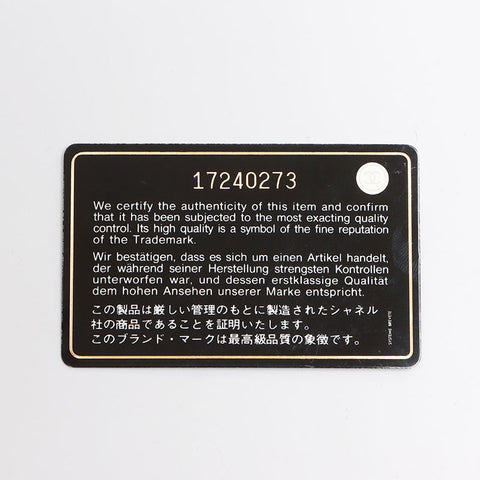 17240273
We certify the authenticity of this item and confirm
that it has been subjected to the most exacting quality
control. Its high quality is a symbol of the fine reputation
of the Trademark.
Wir bestätigen, dass es sich um einen Artikel handelt,
der während seiner Herstellung strengsten Kontrollen
unterworfen war, und dessen erstklassige Qualität
dem hohen Ansehen unserer Marke entspricht.
この製品は厳しい管理のもとに製造されたシャネル
社の商品であることを証明いたします。
このブランド・マークは最高級品質の象徴です。
SYSTEME BREVETE